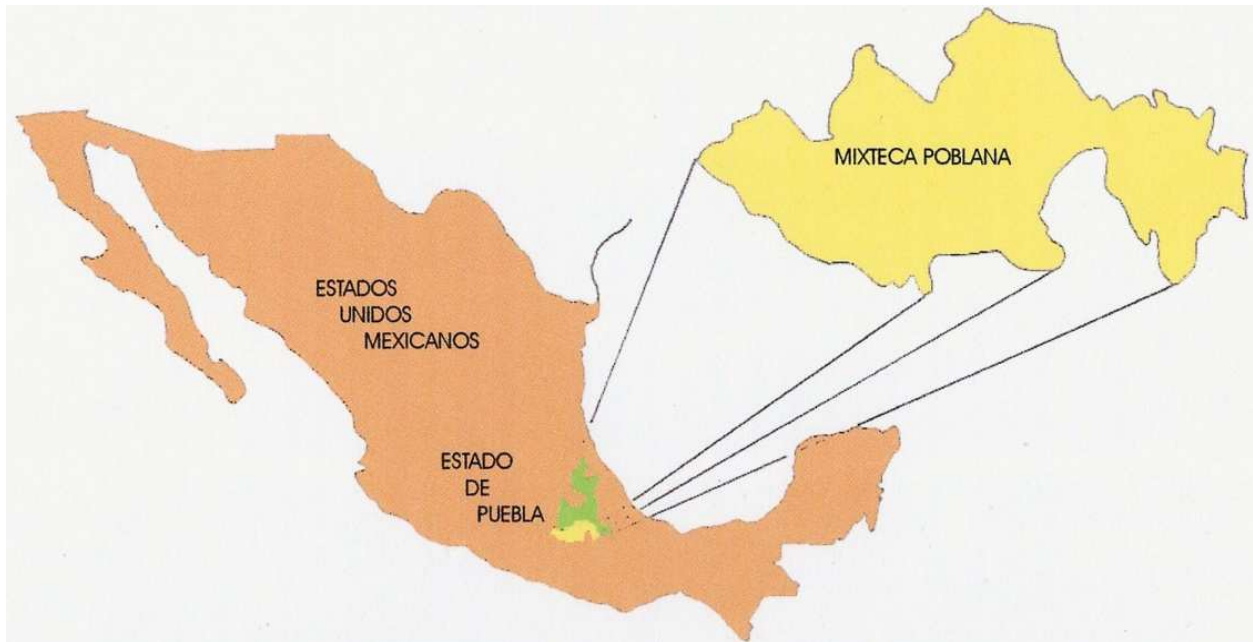 MIXTECA POBLANA
ESTADOS
UNIDOS
MEXICANOS
ESTADO
DE
PUEBLA